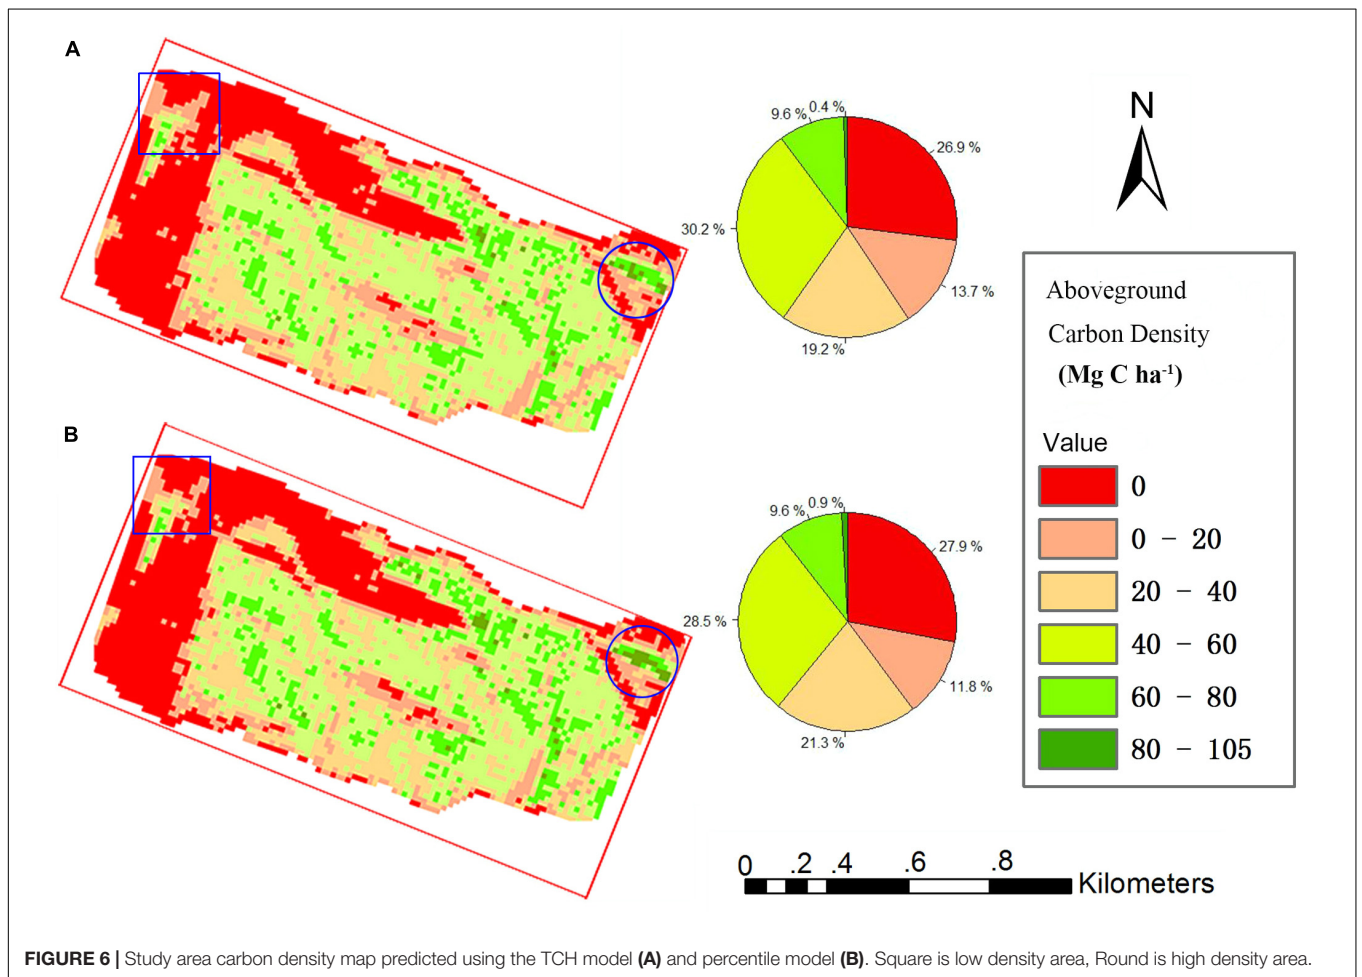 A
9.6 % 0.4 %
26.9 %
30.2 %
13.7 %
19.2 %
B
9.6 % 0.9 %
27.9 %
28.5 %
11.8 %
21.3 %
N
Aboveground
Carbon Density
(Mg C ha⁻¹)
Value
0
0 – 20
20 – 40
40 – 60
60 – 80
80 – 105
0 .2 .4 .6 .8
Kilometers
FIGURE 6 | Study area carbon density map predicted using the TCH model (A) and percentile model (B). Square is low density area, Round is high density area.